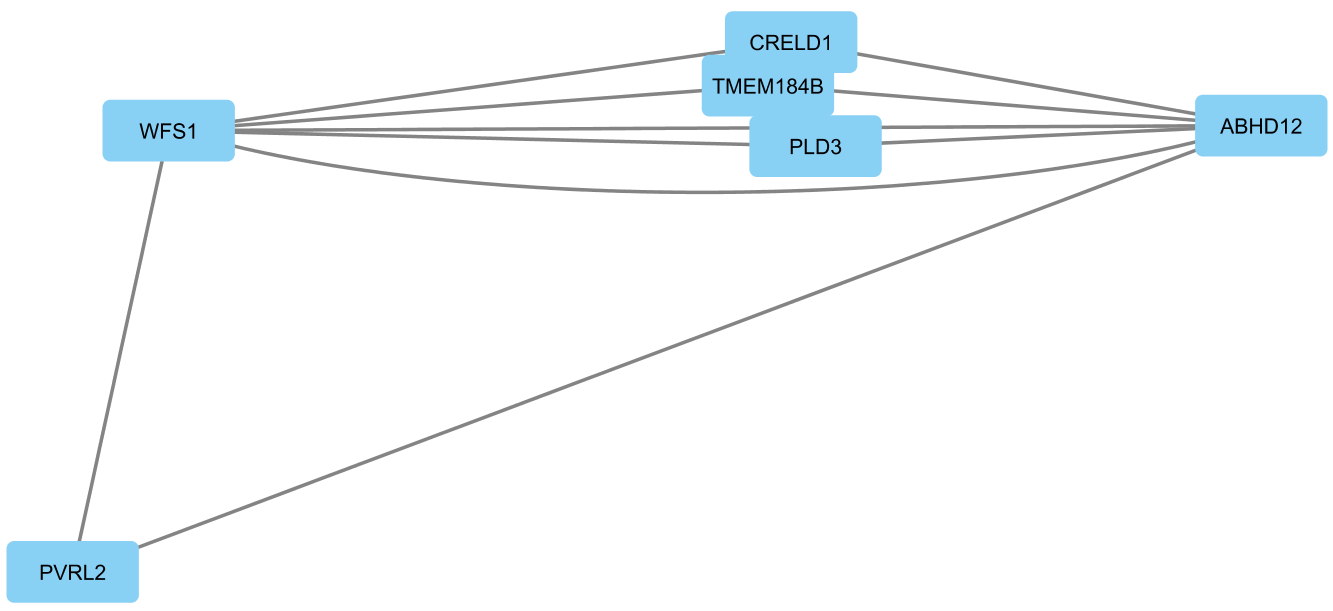 CRELD1
TMEM184B
WFS1
ABHD12
PLD3
PVRL2